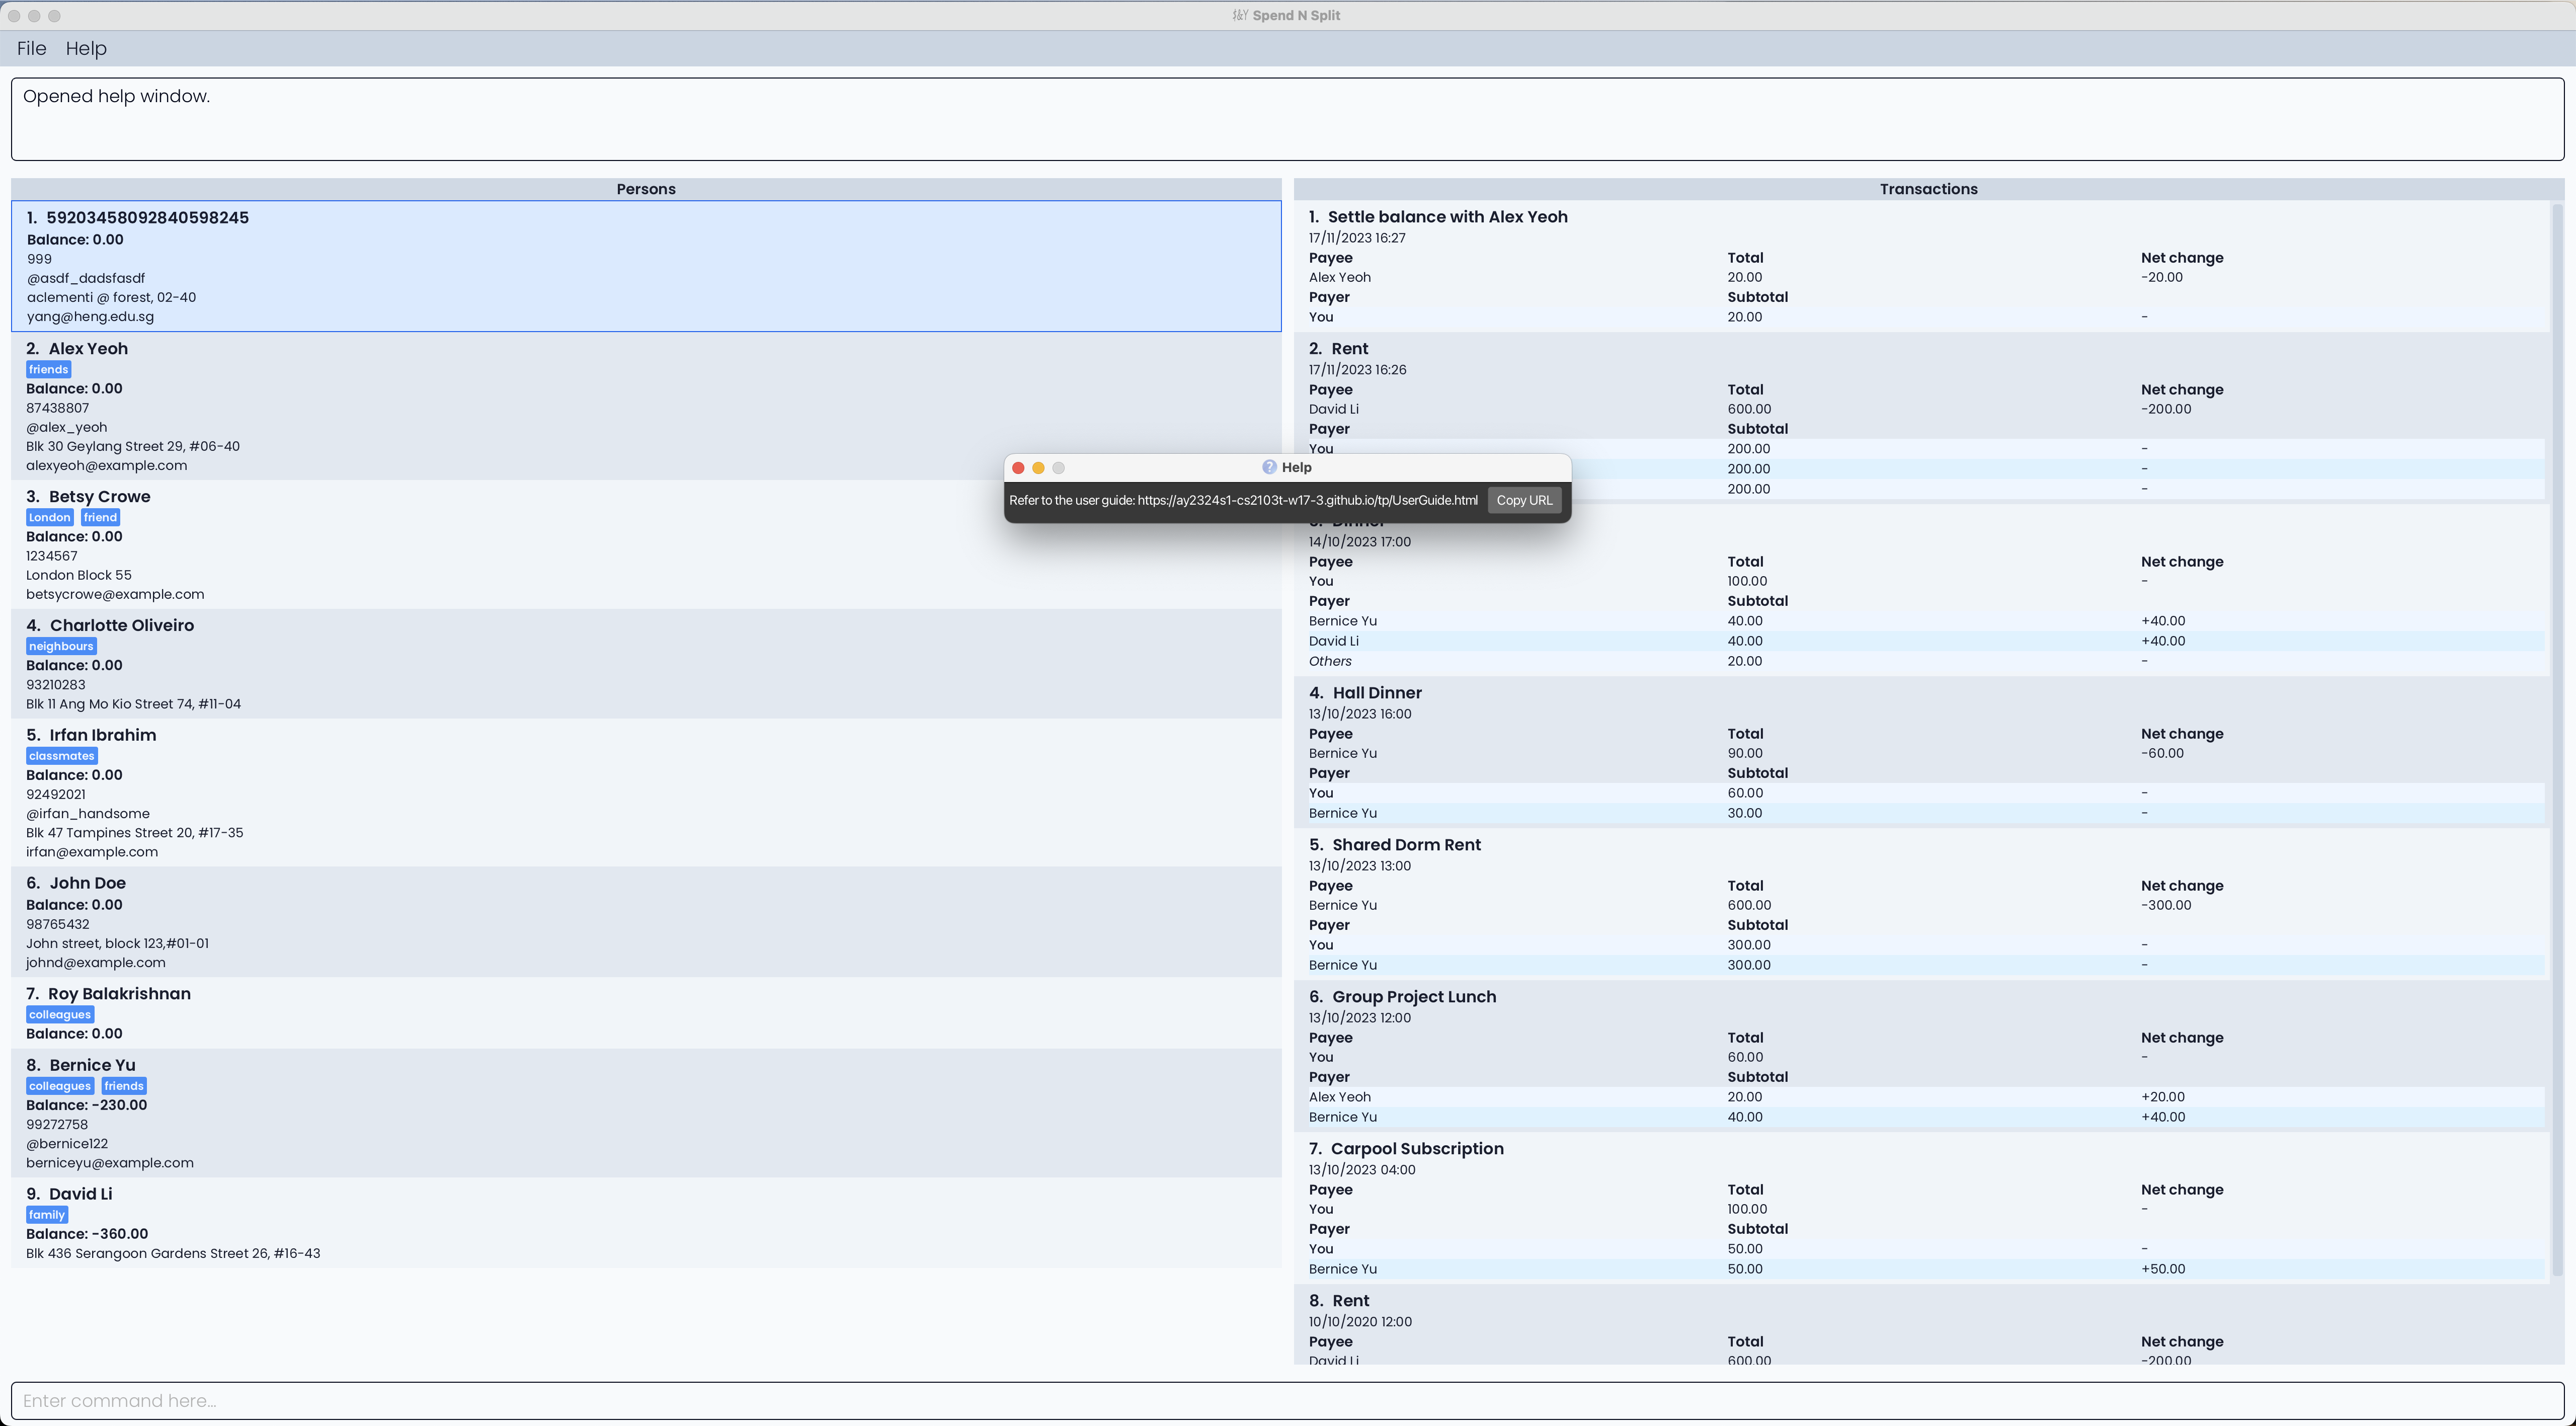 Spend N Split
File Help
Opened help window.
Persons
1. 59203458092840598245
Balance: 0.00
999
@asdf_dadsfasdf
aclementi @ forest, 02-40
yang@heng.edu.sg
2. Alex Yeoh
friends
Balance: 0.00
87438807
@alex_yeoh
Blk 30 Geylang Street 29, #06-40
alexyeoh@example.com
3. Betsy Crowe
London friend
Balance: 0.00
1234567
London Block 55
betsycrowe@example.com
4. Charlotte Oliveiro
neighbours
Balance: 0.00
93210283
Blk 11 Ang Mo Kio Street 74, #11-04
5. Irfan Ibrahim
classmates
Balance: 0.00
92492021
@irfan_handsome
Blk 47 Tampines Street 20, #17-35
irfan@example.com
6. John Doe
Balance: 0.00
98765432
John street, block 123,#01-01
johnd@example.com
7. Roy Balakrishnan
colleagues
Balance: 0.00
8. Bernice Yu
colleagues friends
Balance: -230.00
99272758
@bernice122
berniceyu@example.com
9. David Li
family
Balance: -360.00
Blk 436 Serangoon Gardens Street 26, #16-43
Transactions
1. Settle balance with Alex Yeoh
17/11/2023 16:27
Payee Total Net change
Alex Yeoh 20.00 -20.00
Payer Subtotal
You 20.00 -
2. Rent
17/11/2023 16:26
Payee Total Net change
David Li 600.00 -200.00
Payer Subtotal
You 200.00 -
200.00 -
200.00 -
Help
Refer to the user guide: https://ay2324s1-cs2103t-w17-3.github.io/tp/UserGuide.html Copy URL
3. Dinner
14/10/2023 17:00
Payee Total Net change
You 100.00 -
Payer Subtotal
Bernice Yu 40.00 +40.00
David Li 40.00 +40.00
Others 20.00 -
4. Hall Dinner
13/10/2023 16:00
Payee Total Net change
Bernice Yu 90.00 -60.00
Payer Subtotal
You 60.00 -
Bernice Yu 30.00 -
5. Shared Dorm Rent
13/10/2023 13:00
Payee Total Net change
Bernice Yu 600.00 -300.00
Payer Subtotal
You 300.00 -
Bernice Yu 300.00 -
6. Group Project Lunch
13/10/2023 12:00
Payee Total Net change
You 60.00 -
Payer Subtotal
Alex Yeoh 20.00 +20.00
Bernice Yu 40.00 +40.00
7. Carpool Subscription
13/10/2023 04:00
Payee Total Net change
You 100.00 -
Payer Subtotal
You 50.00 -
Bernice Yu 50.00 +50.00
8. Rent
10/10/2020 12:00
Payee Total Net change
David Li 600.00 -200.00
Enter command here...